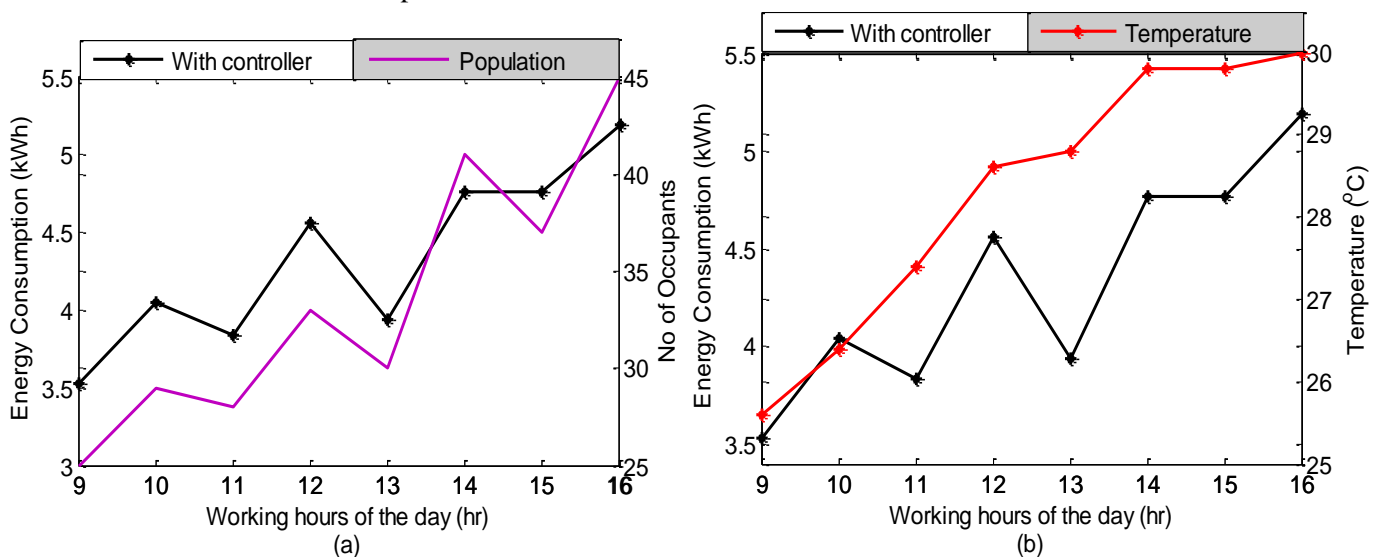 With controller
Population
5.5
5
4.5
4
3.5
3
Energy Consumption (kWh)
45
40
35
30
25
No of Occupants
9 10 11 12 13 14 15 16
Working hours of the day (hr)
(a)
With controller
Temperature
5.5
5
4.5
4
3.5
Energy Consumption (kWh)
30
29
28
27
26
25
Temperature (°C)
9 10 11 12 13 14 15 16
Working hours of the day (hr)
(b)